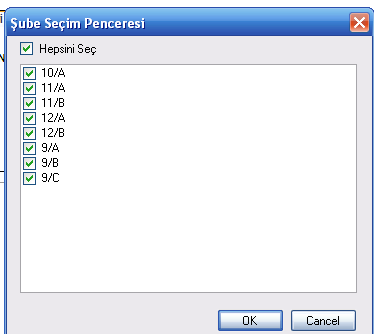 Şube Seçim Penceresi
Hepsini Seç
10/A
11/A
11/B
12/A
12/B
9/A
9/B
9/C
OK Cancel